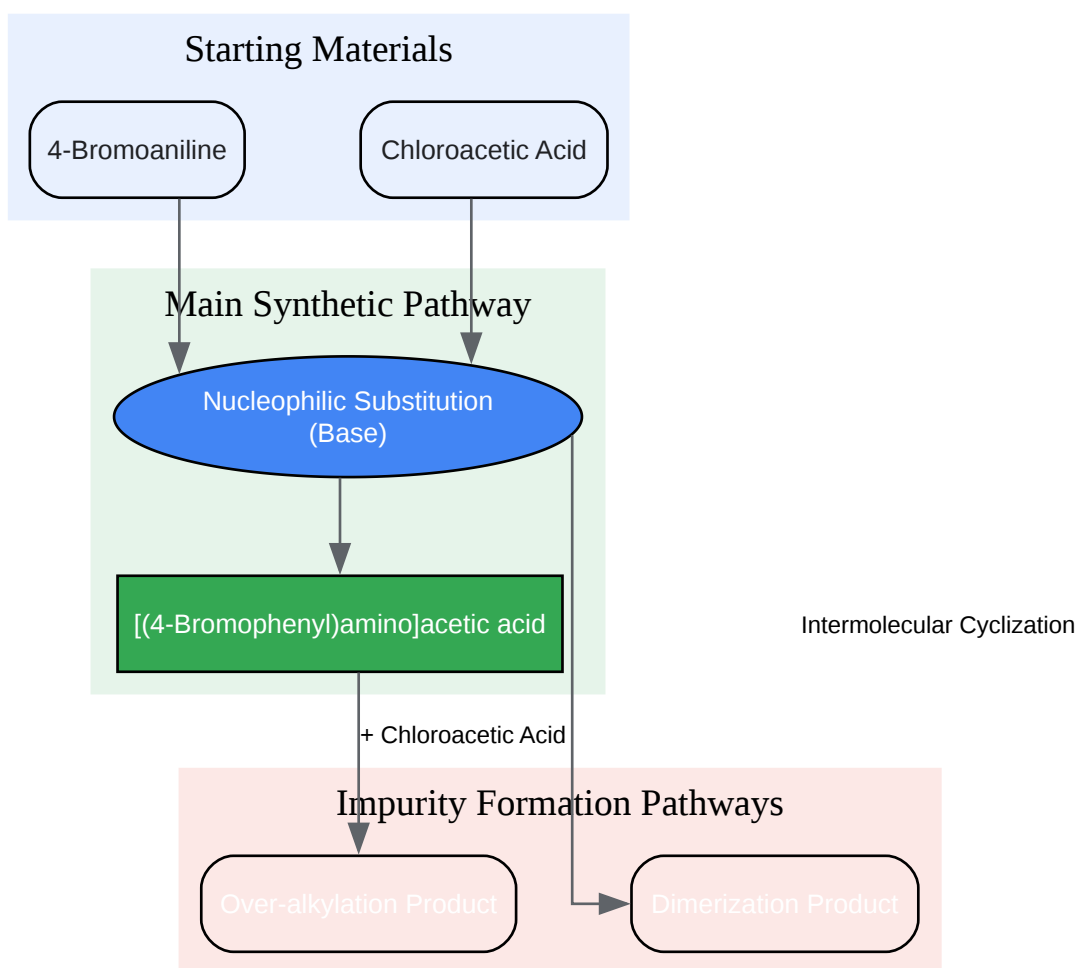 Starting Materials
4-Bromoaniline
Chloroacetic Acid
Main Synthetic Pathway
Nucleophilic Substitution
(Base)
[(4-Bromophenyl)amino]acetic acid
Intermolecular Cyclization
+ Chloroacetic Acid
Impurity Formation Pathways
Over-alkylation Product
Dimerization Product